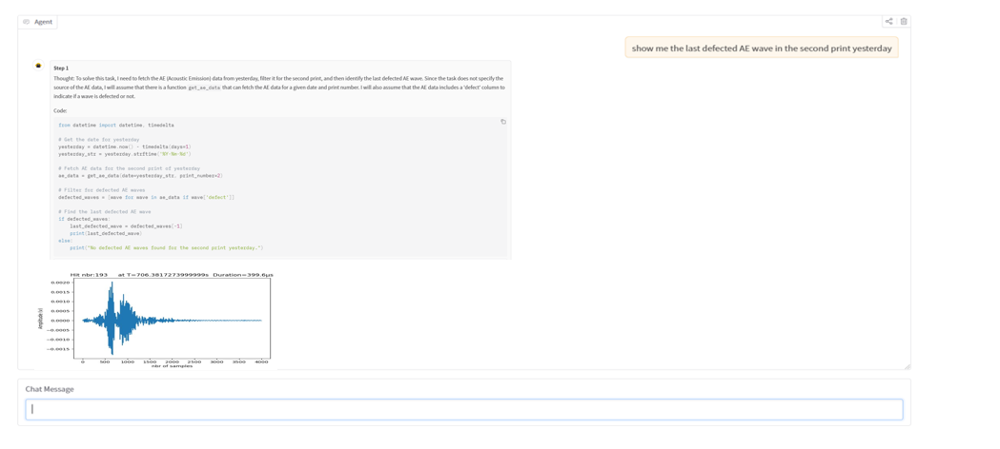 Agent
show me the last defected AE wave in the second print yesterday
Step 1
Thought: To solve this task, I need to fetch the AE (Acoustic Emission) data from yesterday, filter it for the second print, and then identify the last defected AE wave. Since the task does not specify the
source of the AE data, I will assume that there is a function get_ae_data that can fetch the AE data for a given date and print number. I will also assume that the AE data includes a 'defect' column to
indicate if a wave is defected or not.
Code:
from datetime import datetime, timedelta
# Get the data for yesterday
yesterday = datetime.now() - timedelta(days=1)
yesterday_str = yesterday.strftime("%Y-%m-%d")
# Fetch AE data for the second print of yesterday
ae_data = get_ae_data(date=yesterday_str, print_number=2)
# Filter for defected AE waves
defected_waves = [wave for wave in ae_data if wave['defect']]
# Find the last defected AE wave
if defected_waves:
last_defected_wave = defected_waves[-1]
print(last_defected_wave)
else:
print("No defected AE waves found for the second print yesterday.")
Hit nbr:193 at T=706.3817273999999s Duration=399.6µs
0.0020
0.0015
0.0010
0.0005
0.0000
−0.0005
−0.0010
−0.0015
Amplitude (v)
0 500 1000 1500 2000 2500 3000 3500 4000
nbr of samples
Chat Message